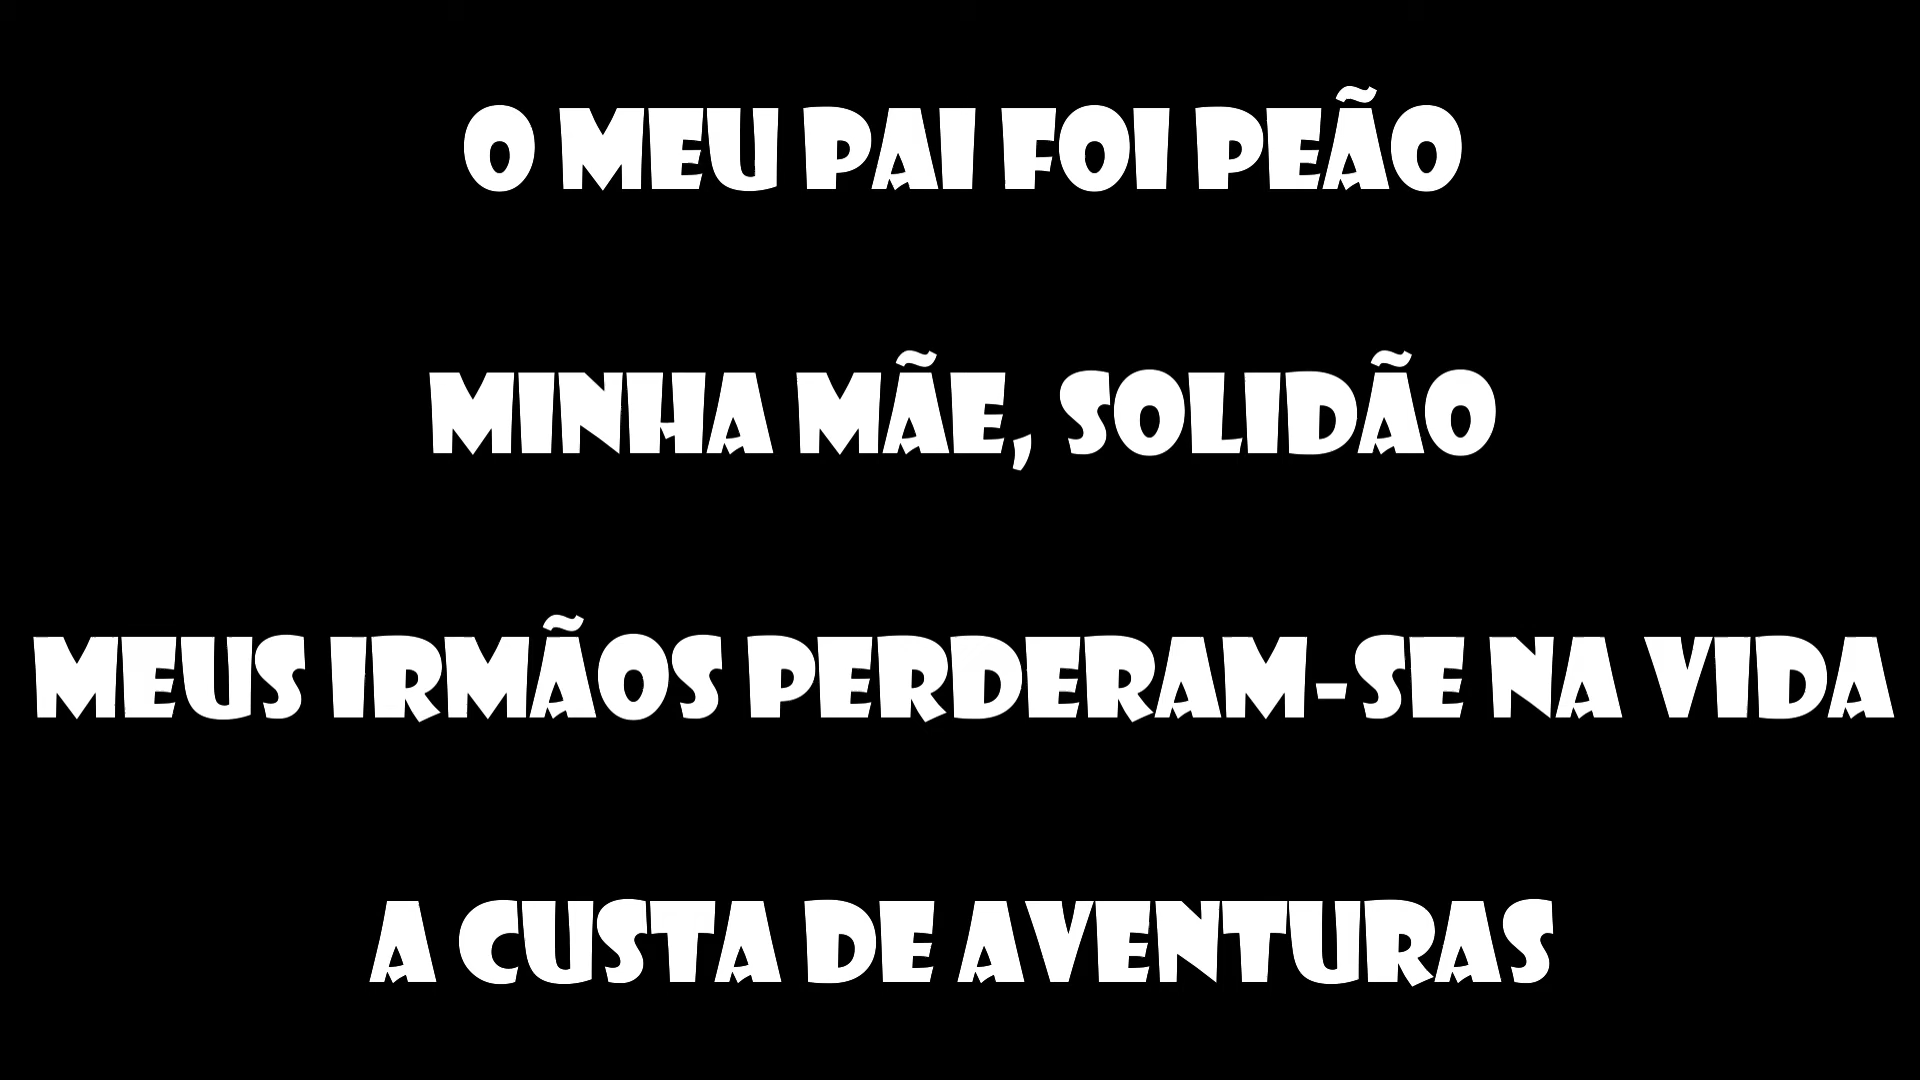 O MEU PAI FOI PEÃO
MINHA MÃE, SOLIDÃO
MEUS IRMÃOS PERDERAM-SE NA VIDA
A CUSTA DE AVENTURAS